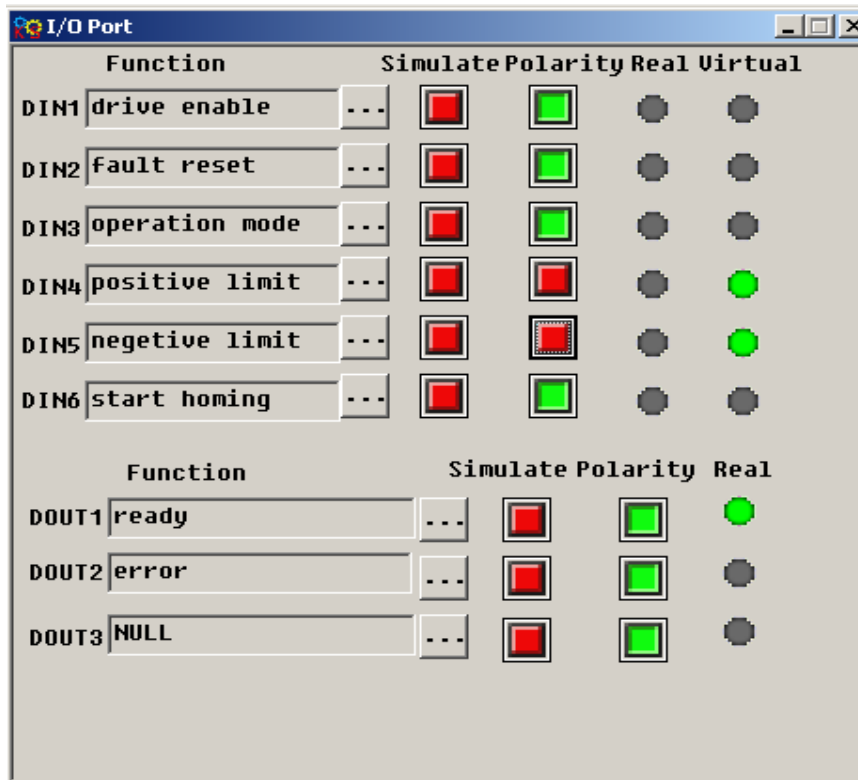 I/O Port
Function Simulate Polarity Real Virtual
DIN1 drive enable ...
DIN2 fault reset ...
DIN3 operation mode ...
DIN4 positive limit ...
DIN5 negetive limit ...
DIN6 start homing ...
Function Simulate Polarity Real
DOUT1 ready ...
DOUT2 error ...
DOUT3 NULL ...